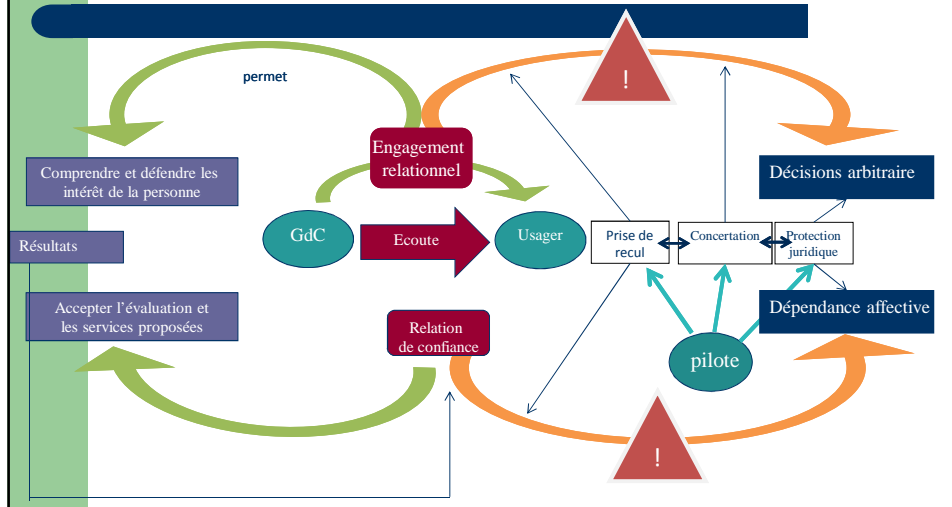 permet
!
Engagement
relationnel
Comprendre et défendre les
intérêt de la personne
Décisions arbitraire
GdC
Ecoute
Usager
Prise de
recul
Concertation
Protection
juridique
Résultats
Accepter l'évaluation et
les services proposées
Relation
de confiance
Dépendance affective
pilote
!